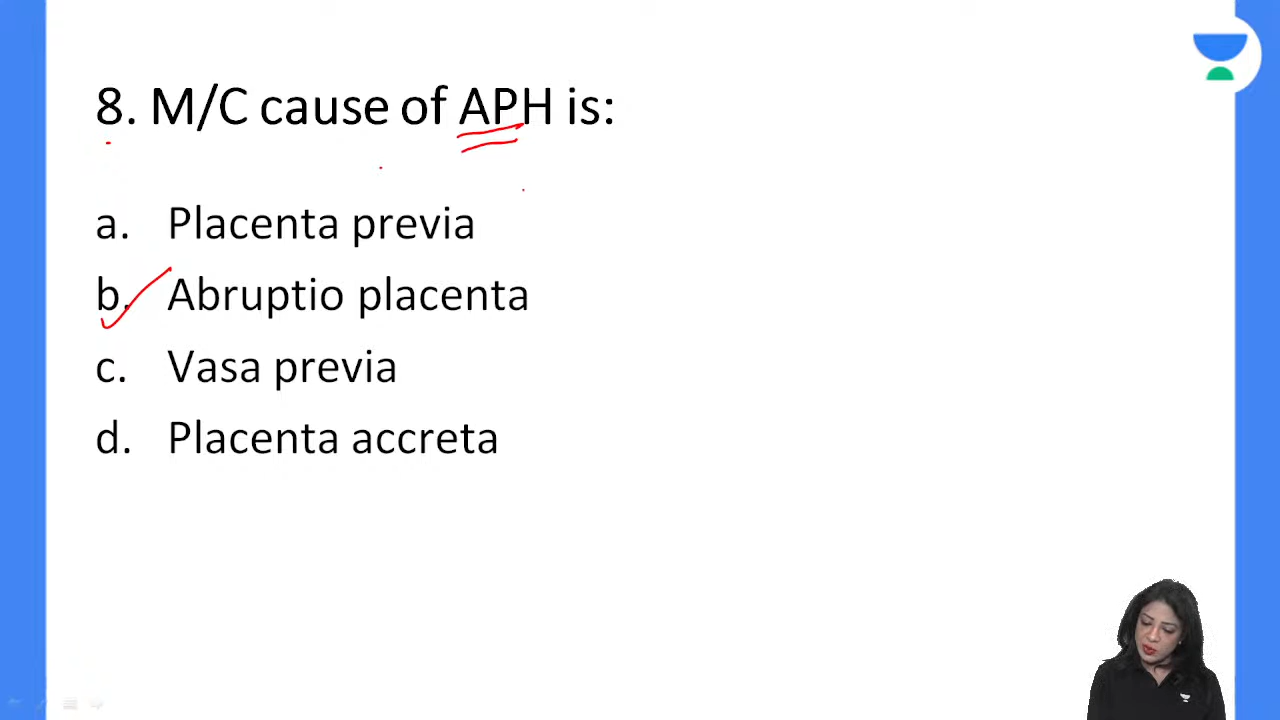 8. M/C cause of APH is:
a. Placenta previa
b. Abruptio placenta
c. Vasa previa
d. Placenta accreta